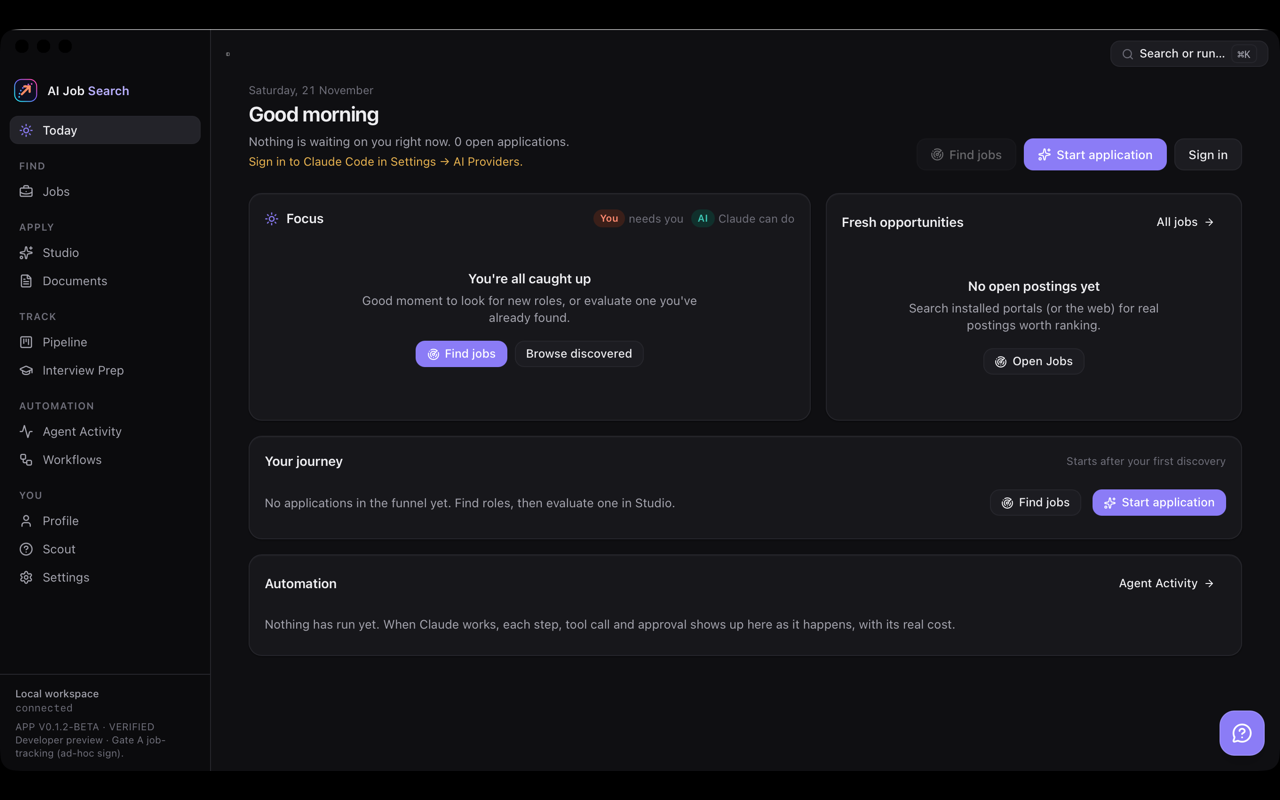 Search or run... ⌘K
AI Job Search
Today
FIND
Jobs
APPLY
Studio
Documents
TRACK
Pipeline
Interview Prep
AUTOMATION
Agent Activity
Workflows
YOU
Profile
Scout
Settings
Local workspace
connected
APP V0.1.2-BETA · VERIFIED
Developer preview · Gate A job-
tracking (ad-hoc sign).
Saturday, 21 November
Good morning
Nothing is waiting on you right now. 0 open applications.
Sign in to Claude Code in Settings → AI Providers.
Find jobs
Start application
Sign in
Focus
You needs you AI Claude can do
You're all caught up
Good moment to look for new roles, or evaluate one you've
already found.
Find jobs
Browse discovered
Fresh opportunities
All jobs →
No open postings yet
Search installed portals (or the web) for real
postings worth ranking.
Open Jobs
Your journey
Starts after your first discovery
No applications in the funnel yet. Find roles, then evaluate one in Studio.
Find jobs
Start application
Automation
Agent Activity →
Nothing has run yet. When Claude works, each step, tool call and approval shows up here as it happens, with its real cost.